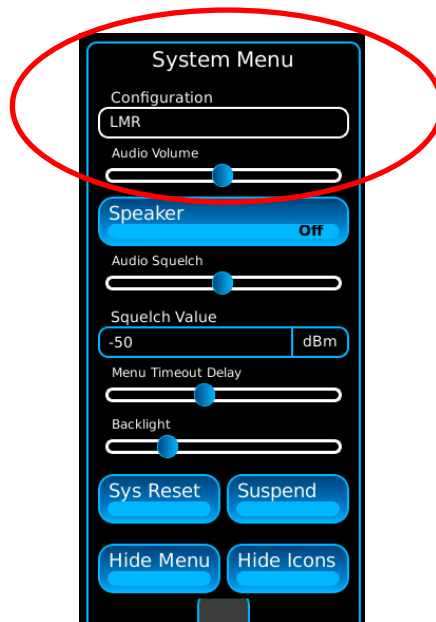 System Menu
Configuration
LMR
Audio Volume
Speaker
Off
Audio Squelch
Squelch Value
-50 dBm
Menu Timeout Delay
Backlight
Sys Reset Suspend
Hide Menu Hide Icons